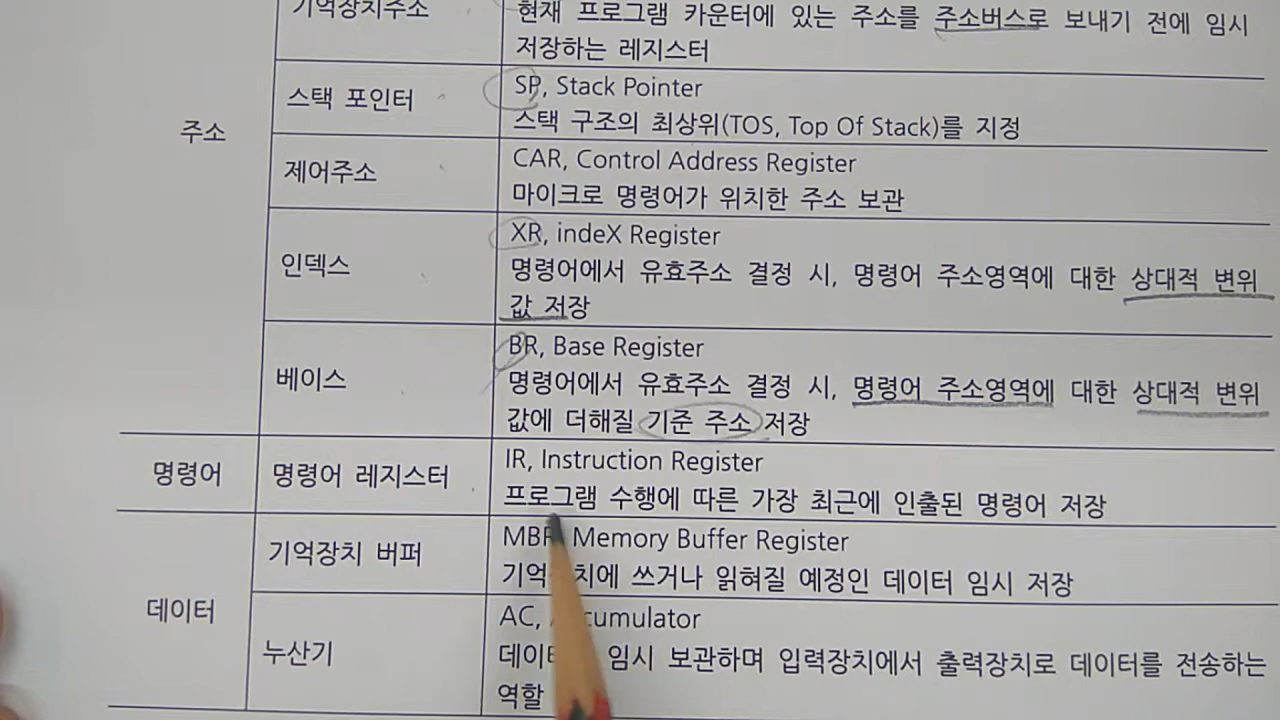 기억장치주소
현재 프로그램 카운터에 있는 주소를 주소버스로 보내기 전에 임시
저장하는 레지스터
주소
스택 포인터
SP, Stack Pointer
스택 구조의 최상위(TOS, Top Of Stack)를 지정
제어주소
CAR, Control Address Register
마이크로 명령어가 위치한 주소 보관
인덱스
XR, indeX Register
명령어에서 유효주소 결정 시, 명령어 주소영역에 대한 상대적 변위
값 저장
베이스
BR, Base Register
명령어에서 유효주소 결정 시, 명령어 주소영역에 대한 상대적 변위
값에 더해질 기준 주소 저장
명령어
명령어 레지스터
IR, Instruction Register
프로그램 수행에 따른 가장 최근에 인출된 명령어 저장
데이터
기억장치 버퍼
MBR, Memory Buffer Register
기억장치에 쓰거나 읽혀질 예정인 데이터 임시 저장
누산기
AC, Accumulator
임시 보관하며 입력장치에서 출력장치로 데이터를 전송하는
역할